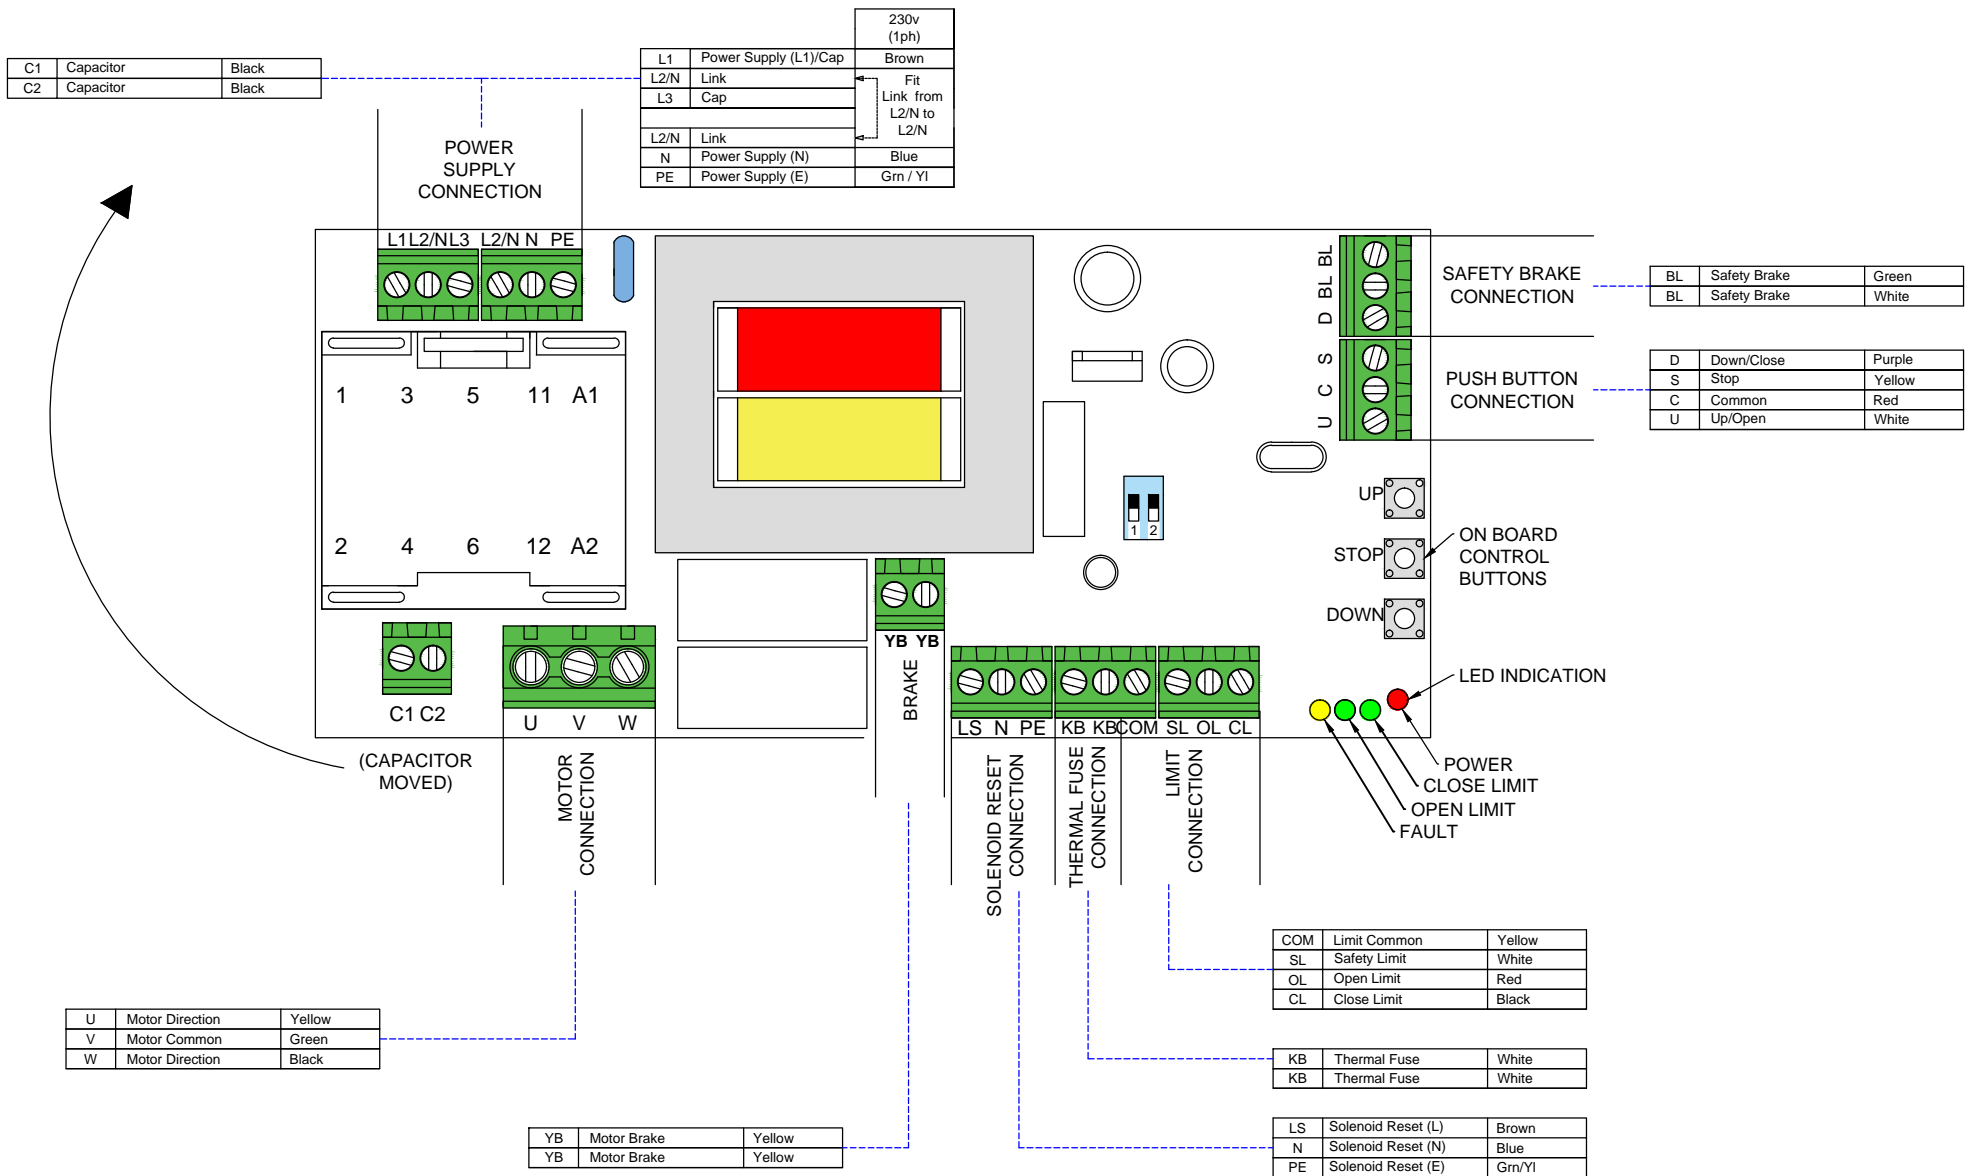 230v
(1ph)
C1 Capacitor Black
C2 Capacitor Black
L1 Power Supply (L1)/Cap Brown
L2/N Link
L3 Cap
L2/N Link
Fit
Link from
L2/N to
L2/N
N Power Supply (N) Blue
PE Power Supply (E) Grn / Yl
POWER
SUPPLY
CONNECTION
L1 L2/N L3 L2/N N PE
1 3 5 11 A1
2 4 6 12 A2
C1 C2
(CAPACITOR
MOVED)
U V W
MOTOR
CONNECTION
YB YB
BRAKE
LS N PE KB KB COM SL OL CL
SOLENOID RESET
CONNECTION
THERMAL FUSE
CONNECTION
LIMIT
CONNECTION
1 2
BL
BL
D
S
C
U
SAFETY BRAKE
CONNECTION
PUSH BUTTON
CONNECTION
BL Safety Brake Green
BL Safety Brake White
D Down/Close Purple
S Stop Yellow
C Common Red
U Up/Open White
UP
STOP
DOWN
ON BOARD
CONTROL
BUTTONS
LED INDICATION
POWER
CLOSE LIMIT
OPEN LIMIT
FAULT
COM Limit Common Yellow
SL Safety Limit White
OL Open Limit Red
CL Close Limit Black
U Motor Direction Yellow
V Motor Common Green
W Motor Direction Black
KB Thermal Fuse White
KB Thermal Fuse White
YB Motor Brake Yellow
YB Motor Brake Yellow
LS Solenoid Reset (L) Brown
N Solenoid Reset (N) Blue
PE Solenoid Reset (E) Grn/Yl